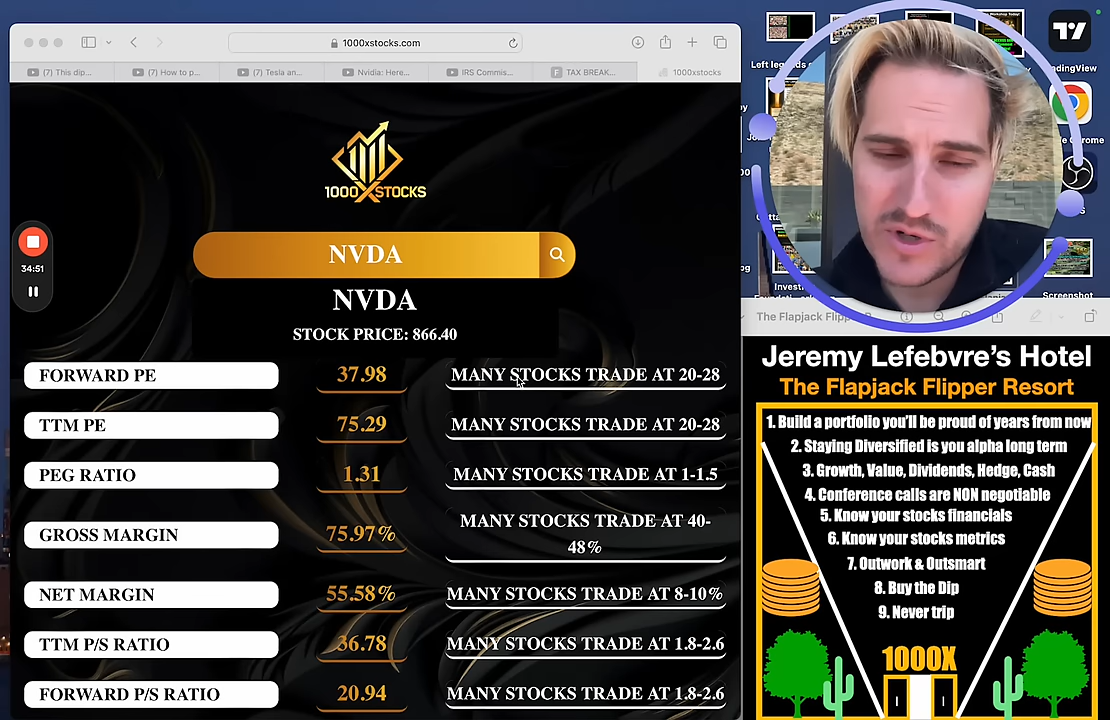 1000xstocks.com
(7) This dip...
(7) How to p...
(7) Tesla an...
Nvidia: Here...
IRS Commis...
TAX BREAK...
1000xstocks
1000XSTOCKS
NVDA
NVDA
STOCK PRICE: 866.40
FORWARD PE 37.98 MANY STOCKS TRADE AT 20-28
TTM PE 75.29 MANY STOCKS TRADE AT 20-28
PEG RATIO 1.31 MANY STOCKS TRADE AT 1-1.5
GROSS MARGIN 75.97% MANY STOCKS TRADE AT 40-
48%
NET MARGIN 55.58% MANY STOCKS TRADE AT 8-10%
TTM P/S RATIO 36.78 MANY STOCKS TRADE AT 1.8-2.6
FORWARD P/S RATIO 20.94 MANY STOCKS TRADE AT 1.8-2.6
34:51
Left
Screenshot
The Flapjack Flipp
Jeremy Lefebvre's Hotel
The Flapjack Flipper Resort
1. Build a portfolio you'll be proud of years from now
2. Staying Diversified is you alpha long term
3. Growth, Value, Dividends, Hedge, Cash
4. Conference calls are NON negotiable
5. Know your stocks financials
6. Know your stocks metrics
7. Outwork & Outsmart
8. Buy the Dip
9. Never trip
1000X